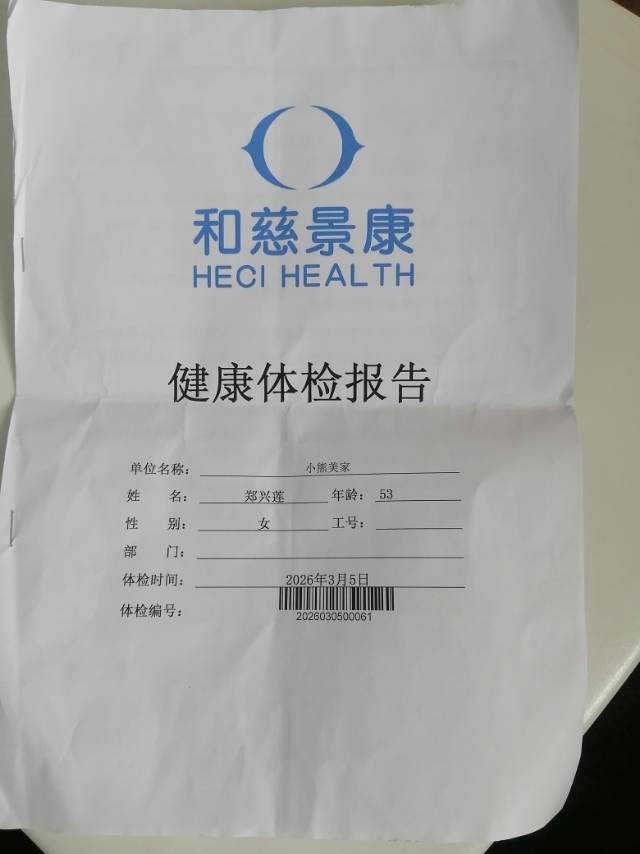 和慈景康
HECI HEALTH
健康体检报告
单位名称: 小熊美家
姓 名: 郑兴莲 年龄: 53
性 别: 女 工号:
部 门:
体检时间: 2026年3月5日
体检编号:
2026030500061